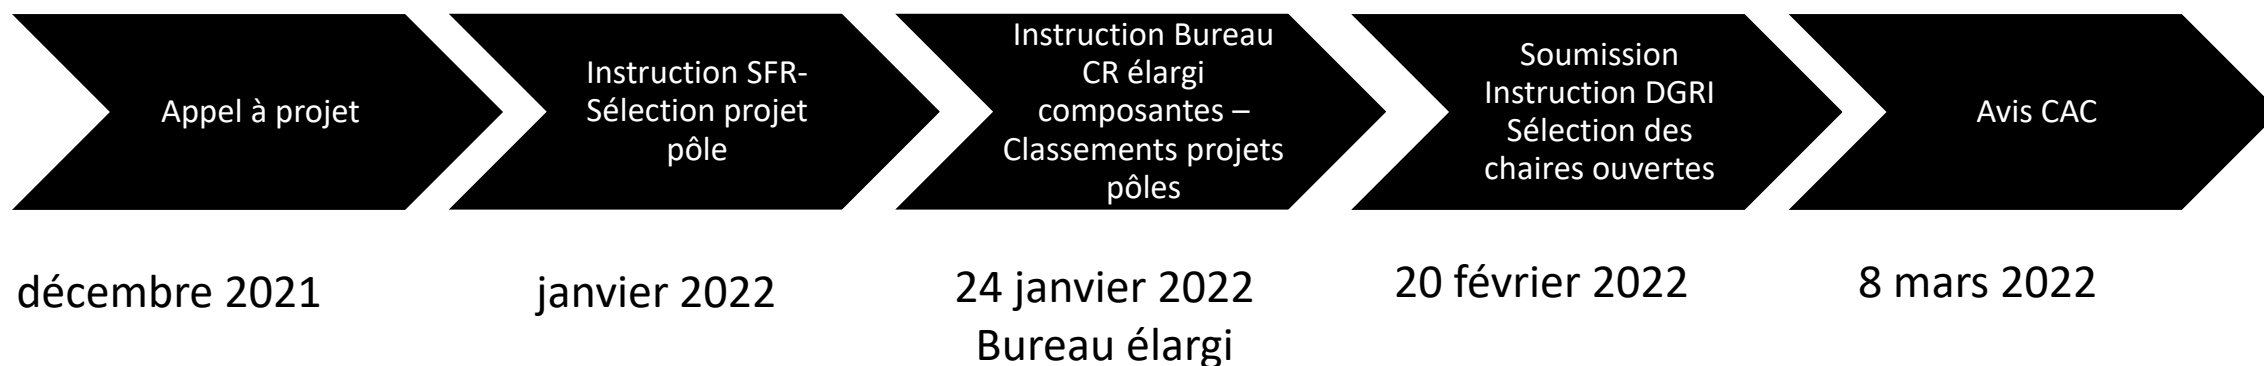 Appel à projet
Instruction SFR-
Sélection projet
pôle
Instruction Bureau
CR élargi
composantes –
Classements projets
pôles
Soumission
Instruction DGRI
Sélection des
chaires ouvertes
Avis CAC
décembre 2021
janvier 2022
24 janvier 2022
Bureau élargi
20 février 2022
8 mars 2022